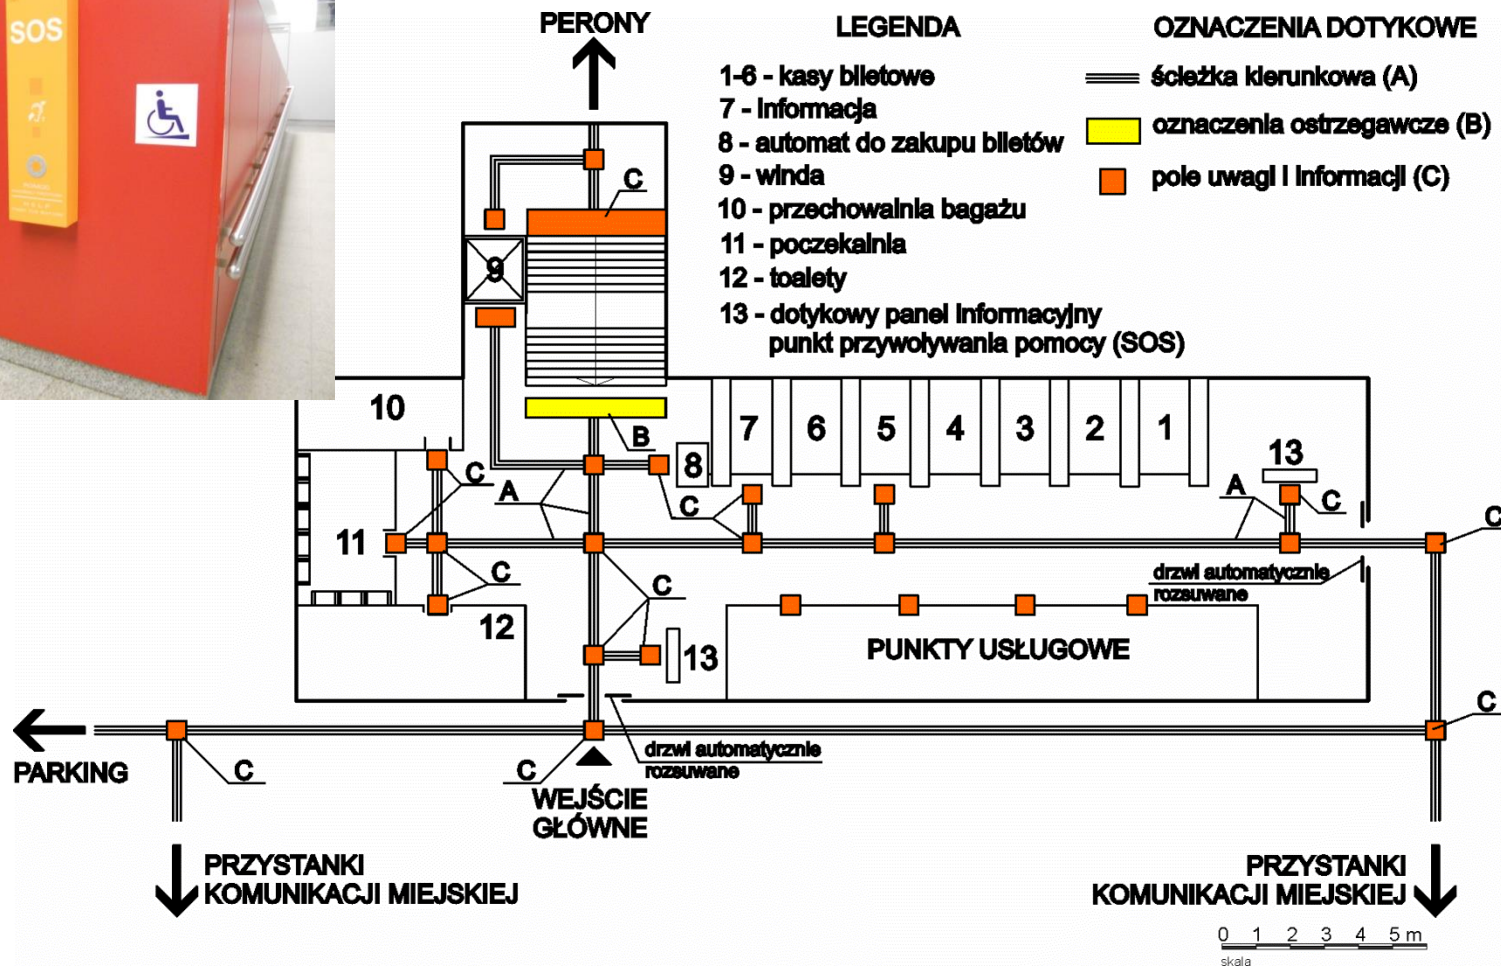 SOS
PERONY
LEGENDA
1-6 - kasy biletowe
7 - Informacja
8 - automat do zakupu biletów
9 - winda
10 - przechowalnia bagażu
11 - poczekalnia
12 - toalety
13 - dotykowy panel Informacyjny
punkt przywoływania pomocy (SOS)
OZNACZENIA DOTYKOWE
ścieżka kierunkowa (A)
oznaczenia ostrzegawcze (B)
pole uwagi i informacji (C)
C
9
10
B
7 6 5 4 3 2 1
8
13
C
A
C
A
C
C
11
C
C
drzwi automatycznie
rozsuwane
12
13
PUNKTY USŁUGOWE
C
PARKING
C
C
drzwi automatycznie
rozsuwane
WEJŚCIE
GŁÓWNE
PRZYSTANKI
KOMUNIKACJI MIEJSKIEJ
PRZYSTANKI
KOMUNIKACJI MIEJSKIEJ
0 1 2 3 4 5 m
skala